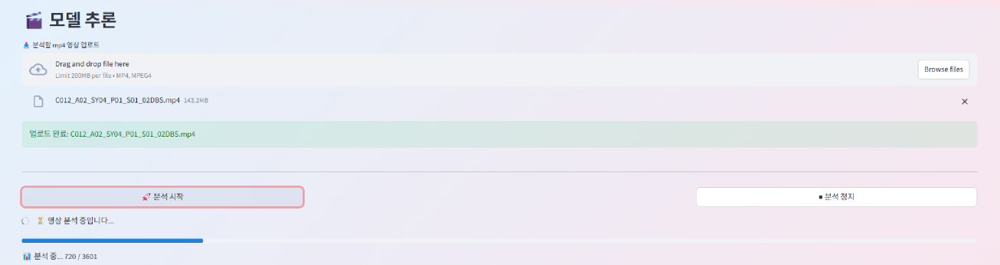 🎬 모델 추론
📤 분석할 mp4 영상 업로드
Drag and drop file here
Limit 200MB per file • MP4, MPEG4
Browse files
C012_A02_SY04_P01_S01_02DBS.mp4 143.2MB
업로드 완료: C012_A02_SY04_P01_S01_02DBS.mp4
🚀 분석 시작
■ 분석 정지
⏳ 영상 분석 중입니다...
📊 분석 중... 720 / 3601